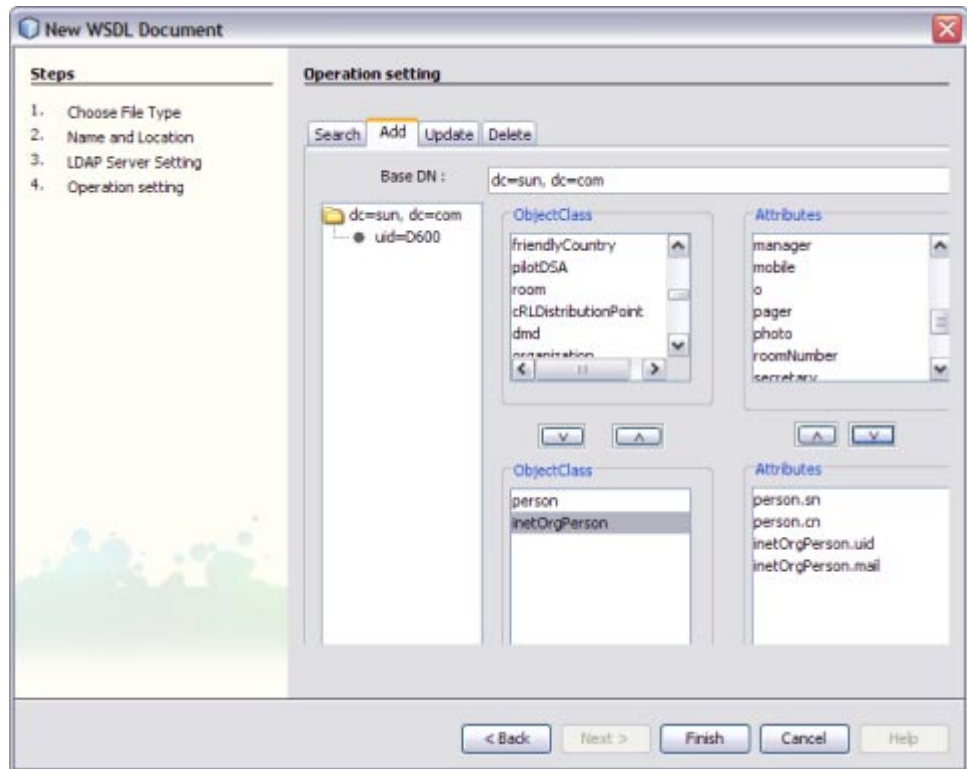 New WSDL Document
Steps
1. Choose File Type
2. Name and Location
3. LDAP Server Setting
4. Operation setting
Operation setting
Search Add Update Delete
Base DN : dc=sun, dc=com
dc=sun, dc=com
uid=D600
ObjectClass
friendlyCountry
pilotDSA
room
cRLDistributionPoint
dmd
organization
Attributes
manager
mobile
o
pager
photo
roomNumber
secretary
ObjectClass
person
inetOrgPerson
Attributes
person.sn
person.cn
inetOrgPerson.uid
inetOrgPerson.mail
< Back Next > Finish Cancel Help